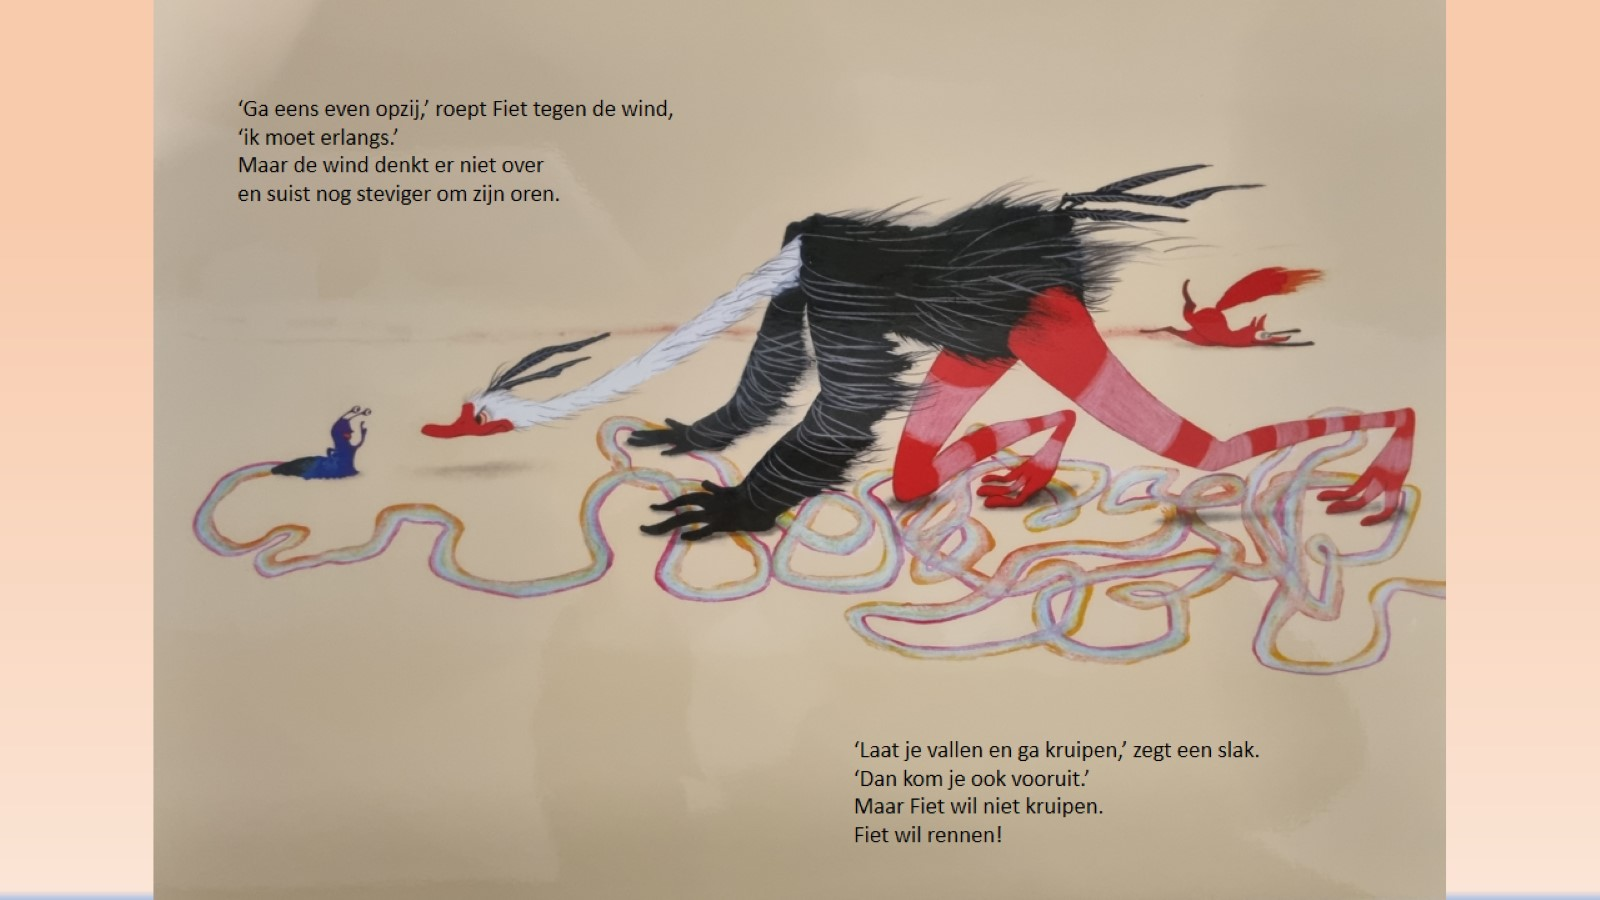 ‘Ga eens even opzij,’ roept Fiet tegen de wind,
‘ik moet erlangs.’
Maar de wind denkt er niet over
en suist nog steviger om zijn oren.
‘Laat je vallen en ga kruipen,’ zegt een slak.
‘Dan kom je ook vooruit.’
Maar Fiet wil niet kruipen.
Fiet wil rennen!